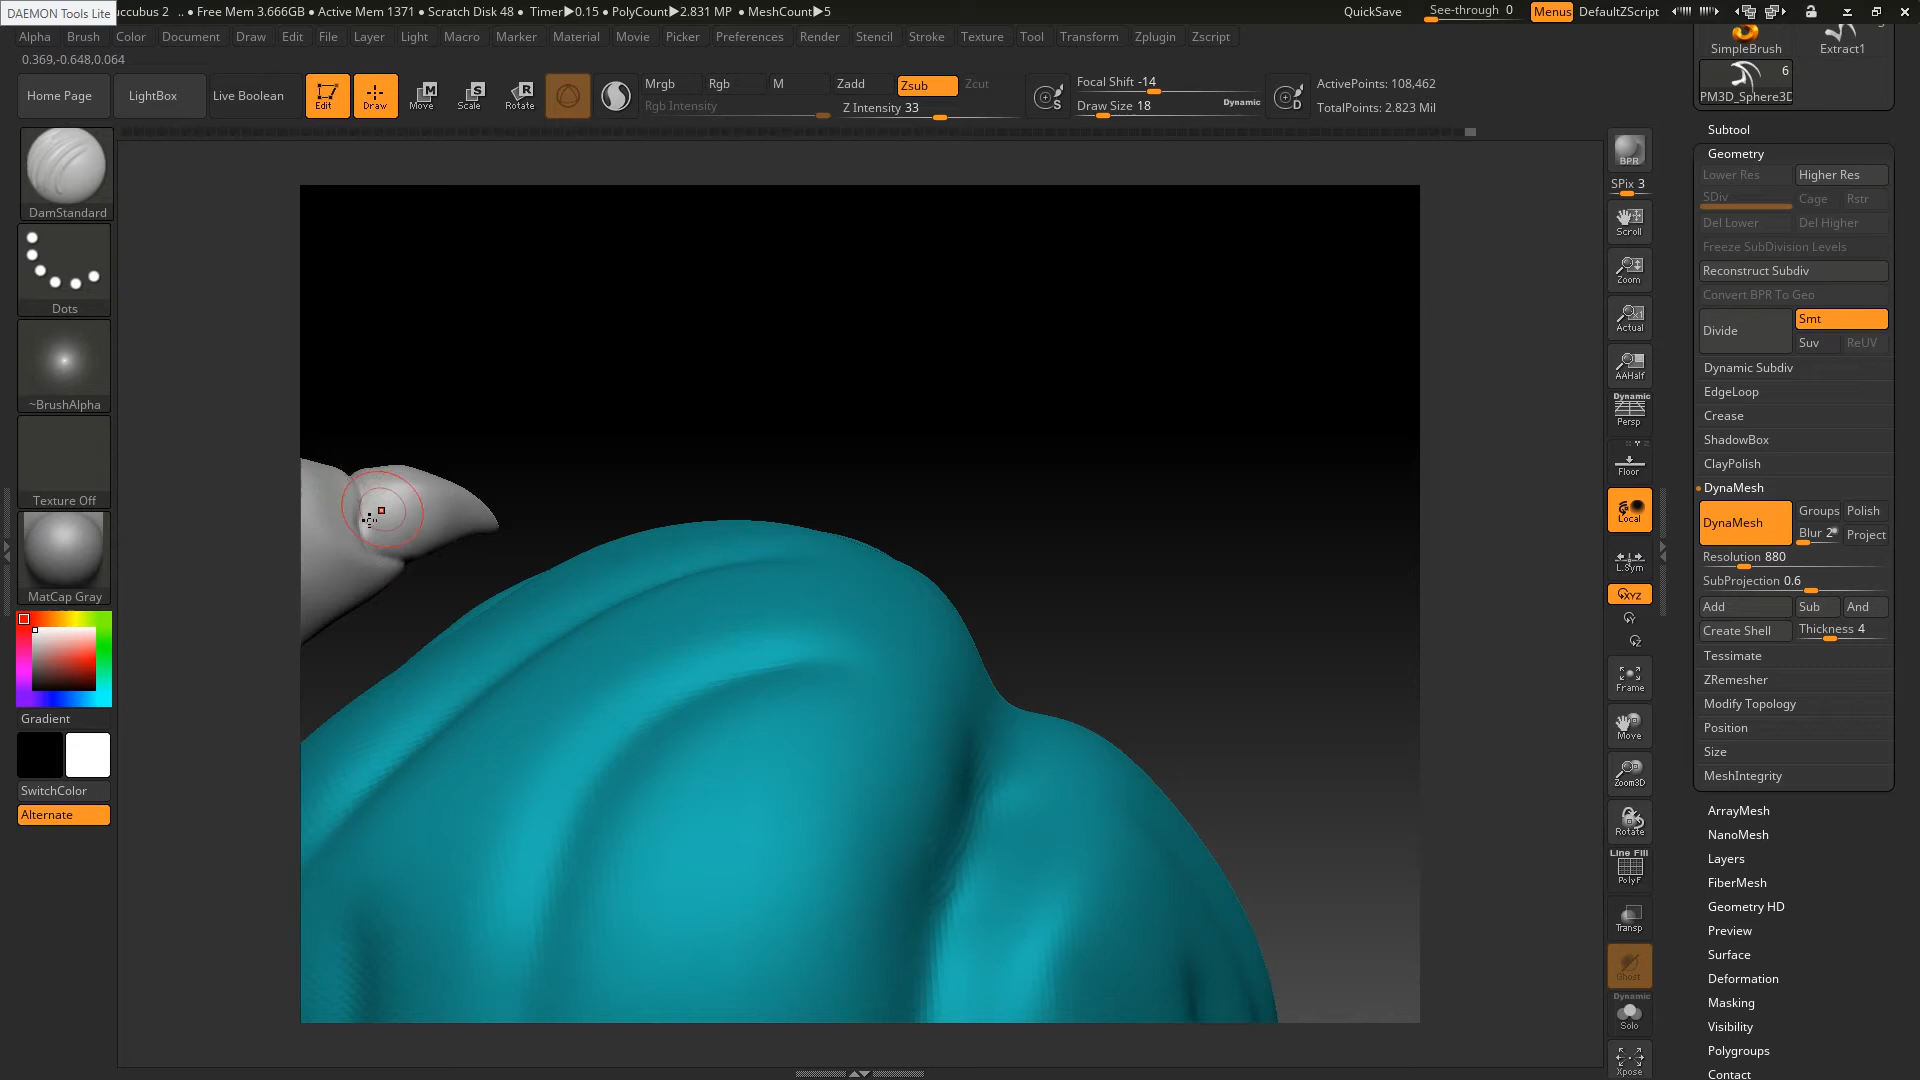 DAEMON Tools Lite
uccubus 2 .. ● Free Mem 3.666GB ● Active Mem 1371 ● Scratch Disk 48 ● Timer▶0.15 ● PolyCount▶2.831 MP ● MeshCount▶5
QuickSave See-through 0 Menus DefaultZScript
Alpha Brush Color Document Draw Edit File Layer Light Macro Marker Material Movie Picker Preferences Render Stencil Stroke Texture Tool Transform Zplugin Zscript
0.369,-0.648,0.064
Home Page LightBox Live Boolean Edit Draw Move Scale Rotate
Mrgb Rgb M Zadd Zsub Zcut
Rgb Intensity Z Intensity 33
Focal Shift -14
Draw Size 18 Dynamic
ActivePoints: 108,462
TotalPoints: 2.823 Mil
DamStandard
Dots
~BrushAlpha
Texture Off
MatCap Gray
Gradient
SwitchColor
Alternate
BPR
SPix 3
Scroll
Zoom
Actual
AAHalf
Dynamic
Persp
Floor
Local
L.Sym
XYZ
Frame
Move
Zoom3D
Rotate
Line Fill
PolyF
Transp
Ghost
Dynamic
Solo
Xpose
SimpleBrush Extract1
6
PM3D_Sphere3D
Subtool
Geometry
Lower Res Higher Res
SDiv Cage Rstr
Del Lower Del Higher
Freeze SubDivision Levels
Reconstruct Subdiv
Convert BPR To Geo
Divide Smt
Suv ReUV
Dynamic Subdiv
EdgeLoop
Crease
ShadowBox
ClayPolish
DynaMesh
DynaMesh Groups Polish
Blur 2 Project
Resolution 880
SubProjection 0.6
Add Sub And
Create Shell Thickness 4
Tessimate
ZRemesher
Modify Topology
Position
Size
MeshIntegrity
ArrayMesh
NanoMesh
Layers
FiberMesh
Geometry HD
Preview
Surface
Deformation
Masking
Visibility
Polygroups
Contact